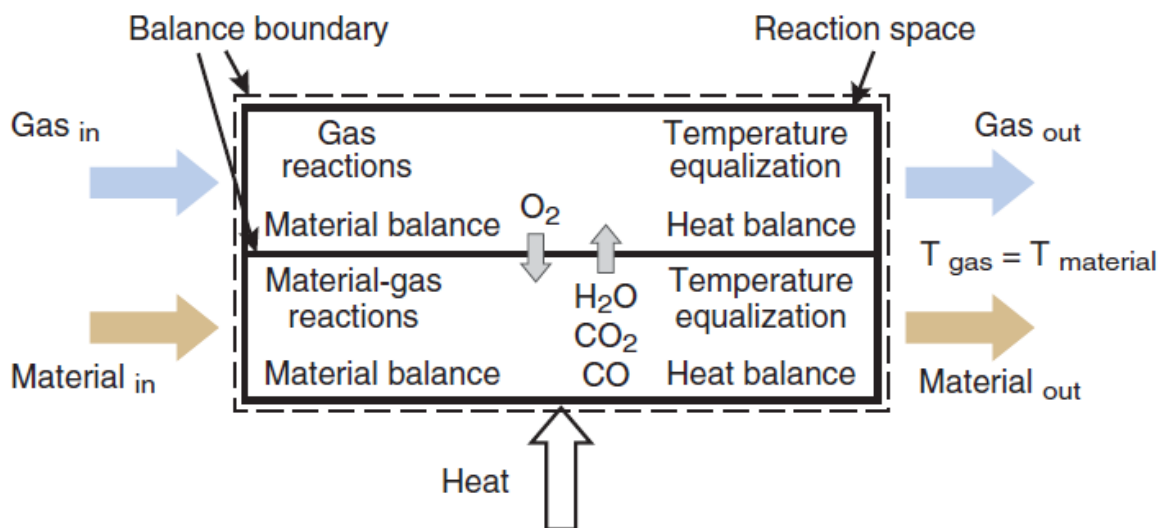 Balance boundary
Reaction space
Gas in
Gas
reactions
Temperature
equalization
Gas out
Material balance
O2
Heat balance
T gas = T material
Material-gas
reactions
H2O
CO2
CO
Temperature
equalization
Material in
Material balance
Heat balance
Material out
Heat